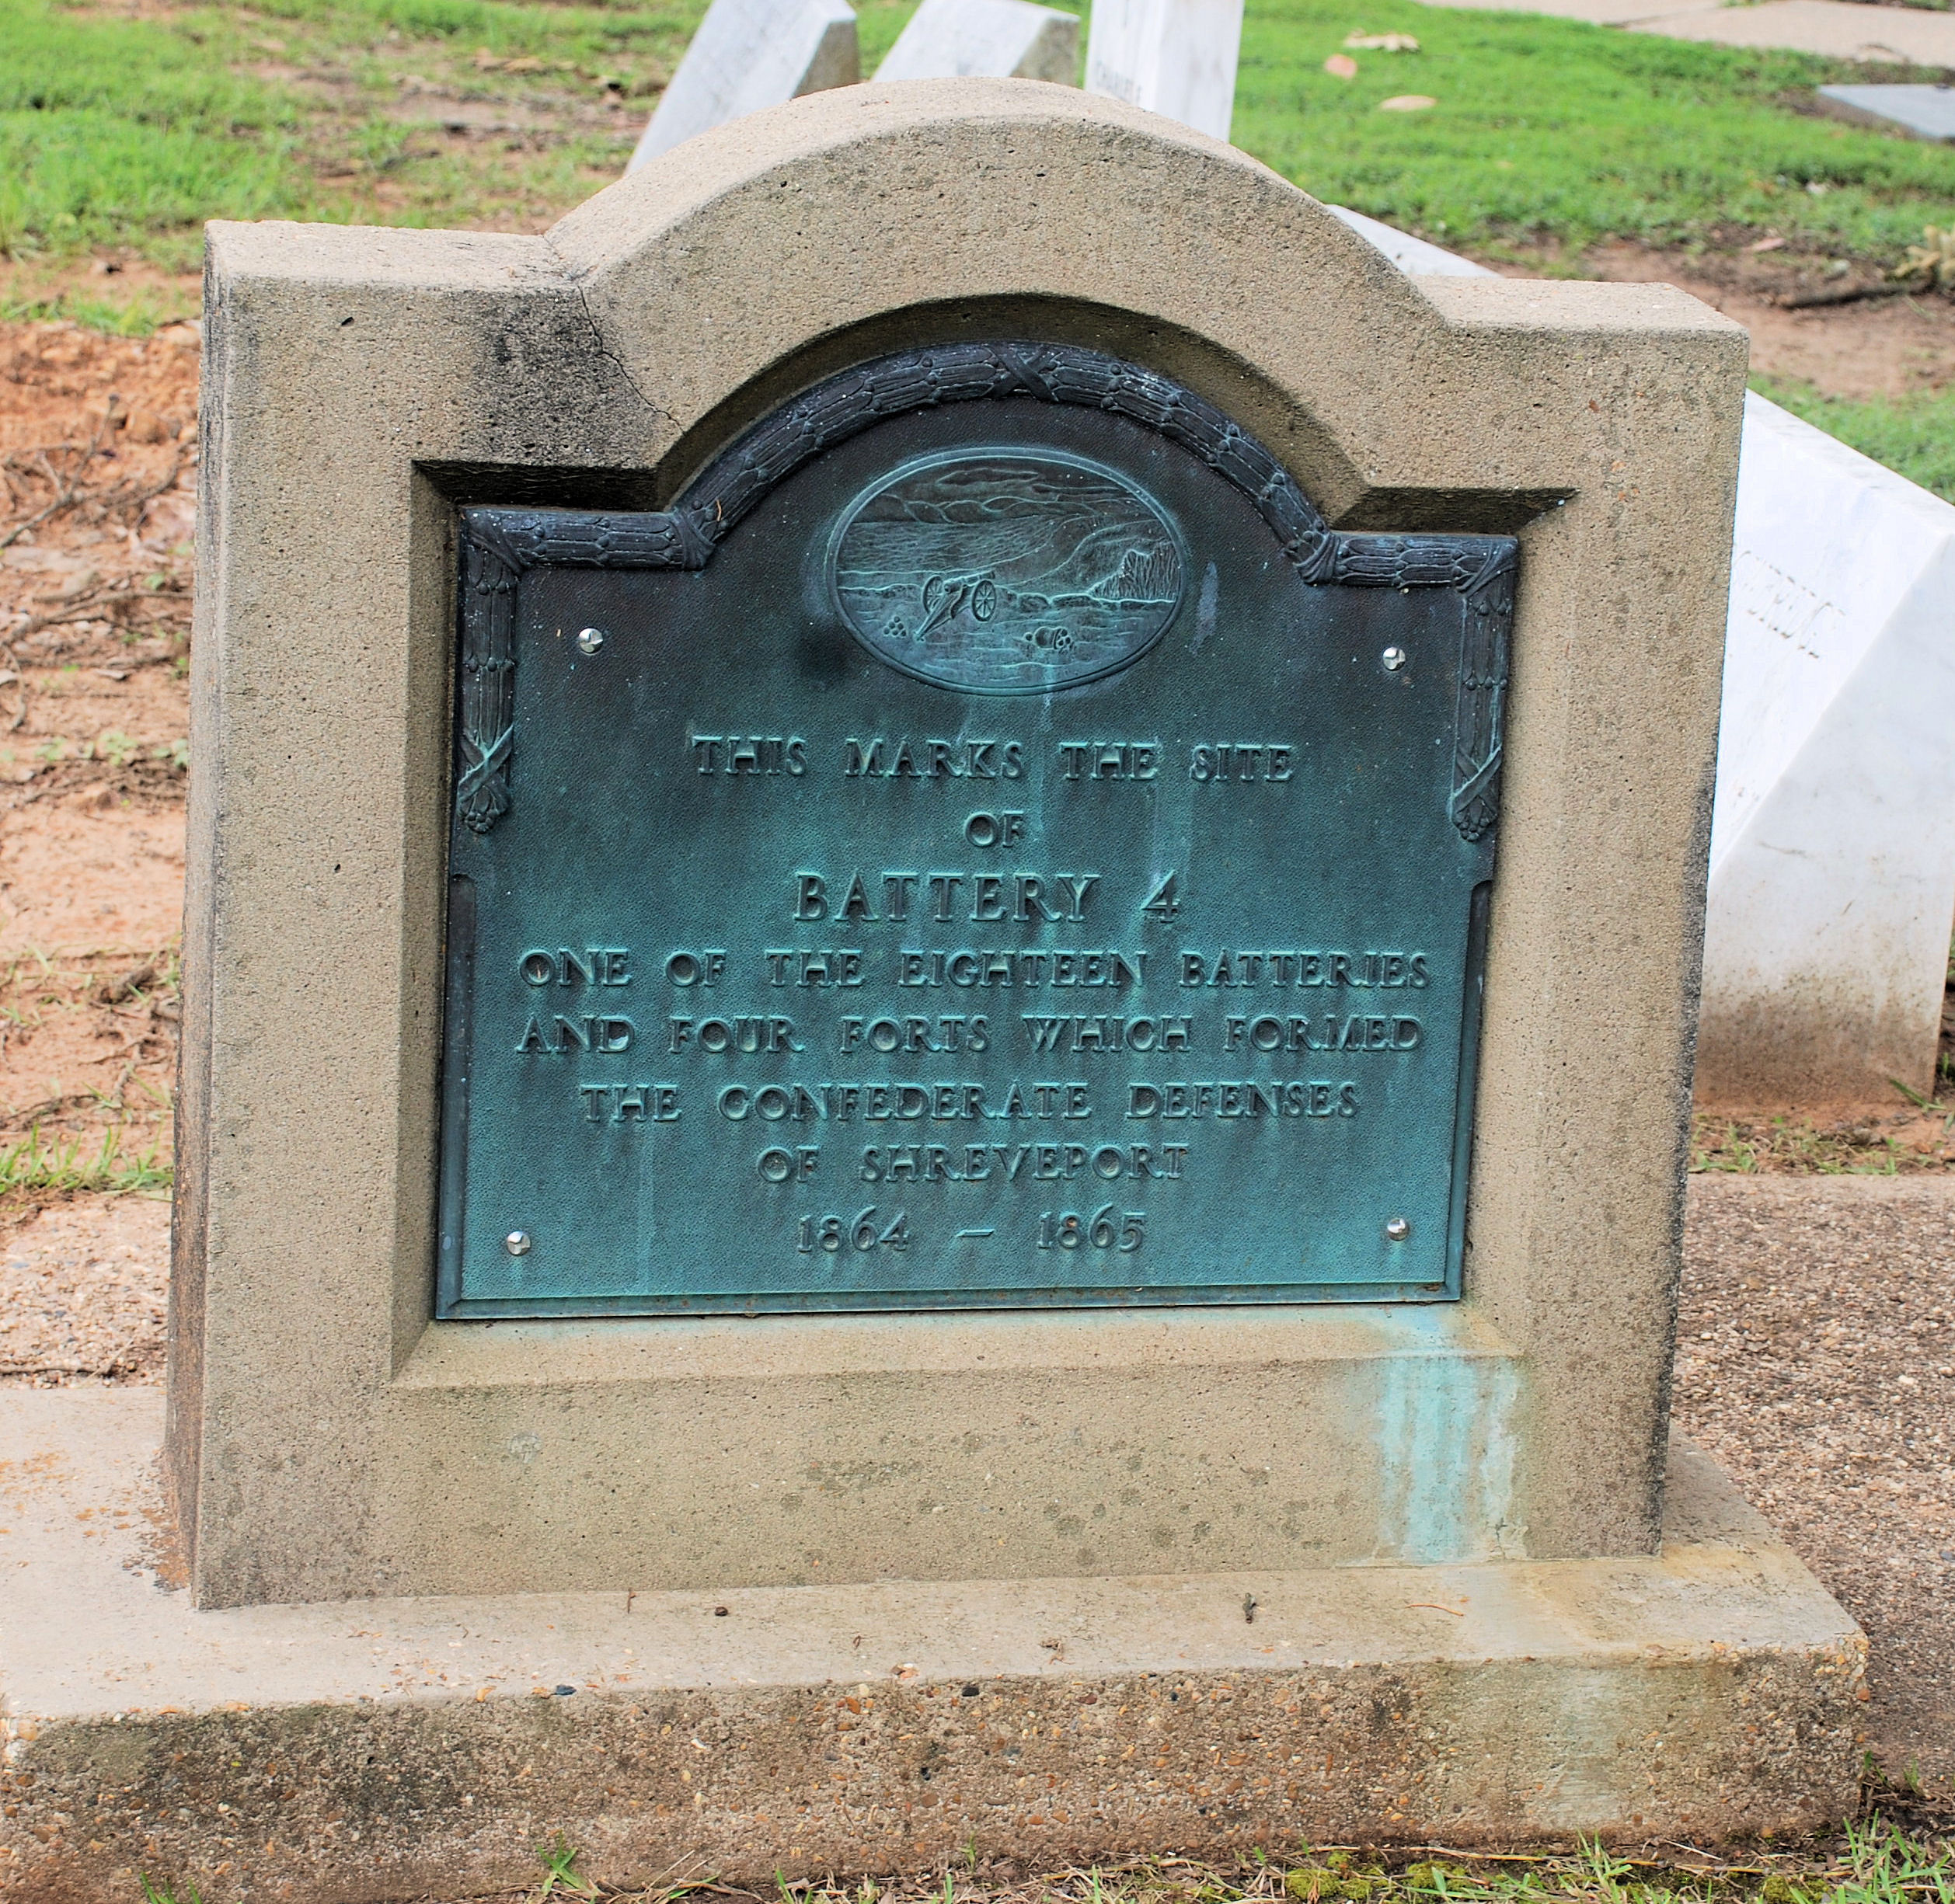 THIS MARKS THE SITE
OF
BATTERY 4
ONE OF THE EIGHTEEN BATTERIES
AND FOUR FORTS WHICH FORMED
THE CONFEDERATE DEFENSES
OF SHREVEPORT
1864 – 1865